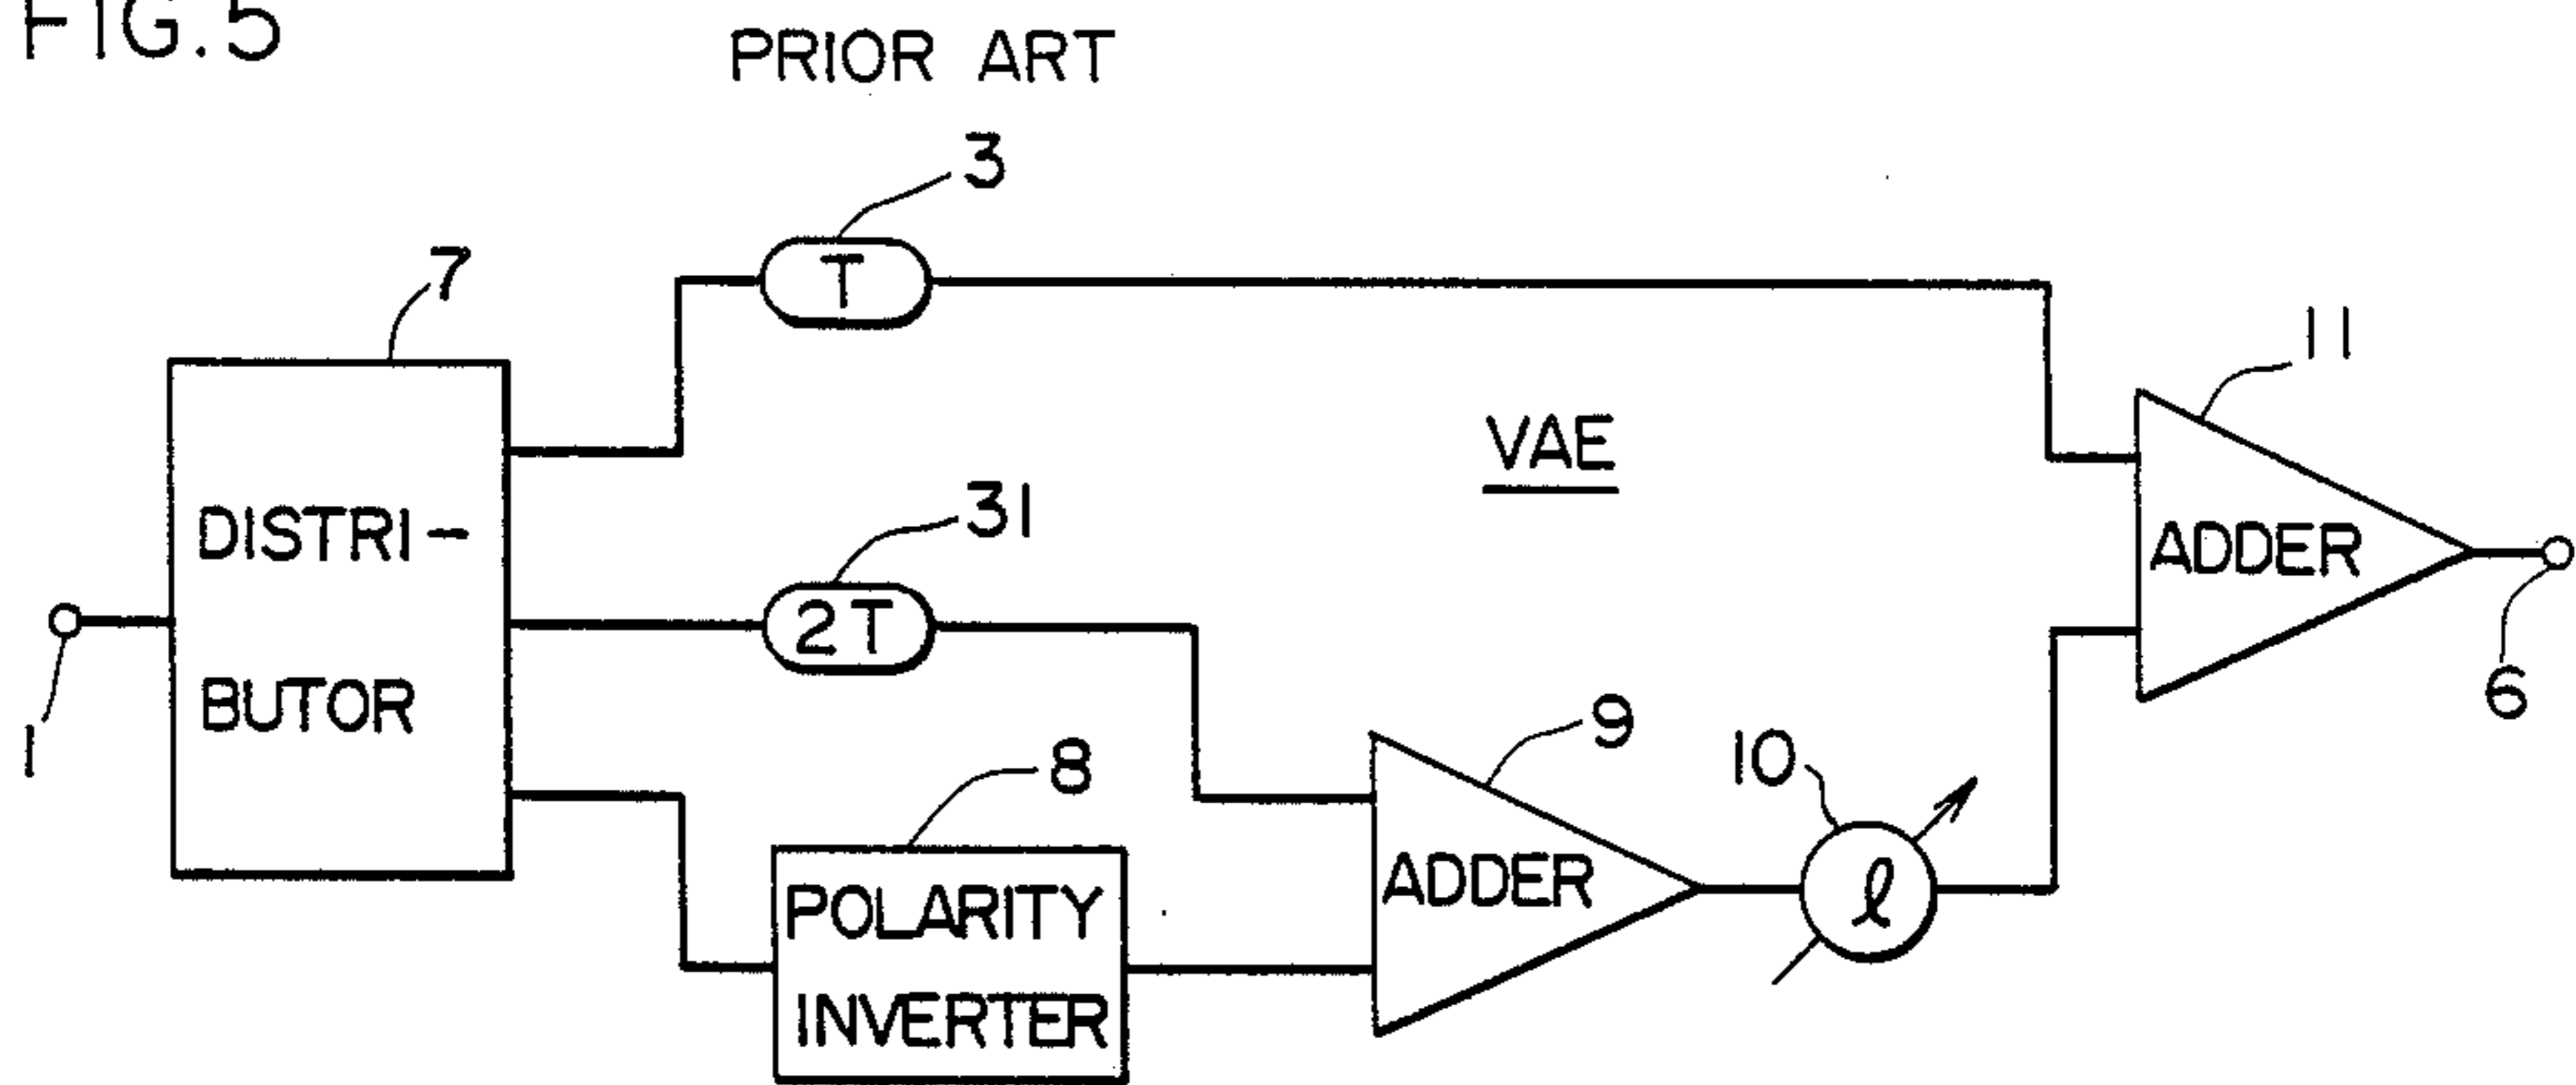 FIG.5
PRIOR ART
3
T
7
11
VAE
DISTRI-
BUTOR
31
2T
ADDER
1
6
8
9
10
POLARITY
INVERTER
ADDER
ℓ